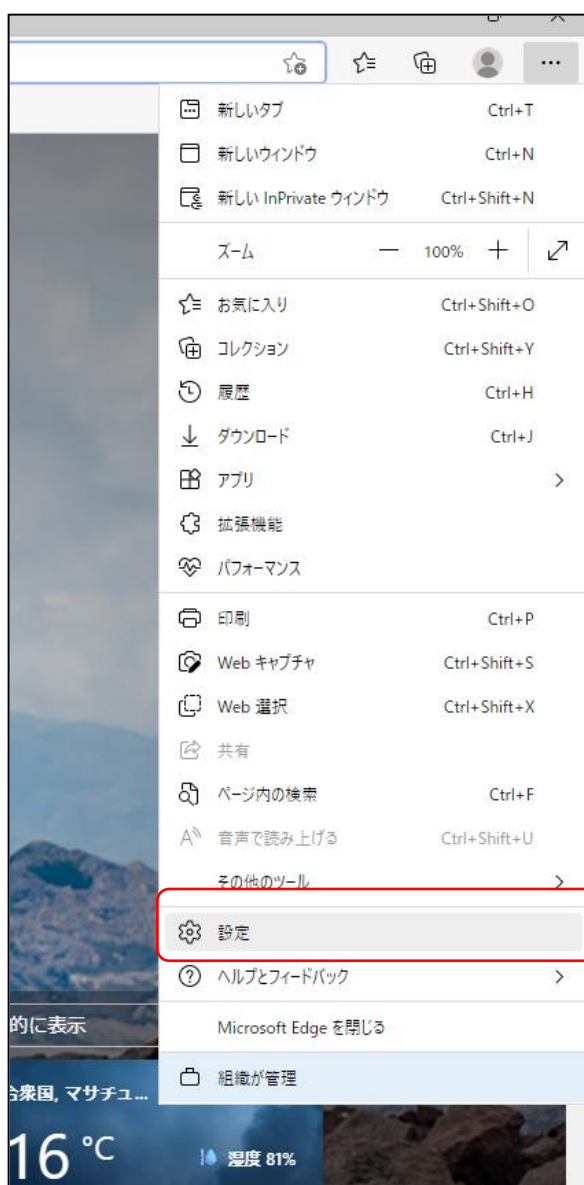 新しいタブ Ctrl+T
新しいウィンドウ Ctrl+N
新しい InPrivate ウィンドウ Ctrl+Shift+N
ズーム — 100% +
お気に入り Ctrl+Shift+O
コレクション Ctrl+Shift+Y
履歴 Ctrl+H
ダウンロード Ctrl+J
アプリ
拡張機能
パフォーマンス
印刷 Ctrl+P
Web キャプチャ Ctrl+Shift+S
Web 選択 Ctrl+Shift+X
共有
ページ内の検索 Ctrl+F
音声で読み上げる Ctrl+Shift+U
その他のツール
設定
ヘルプとフィードバック
的に表示
Microsoft Edge を閉じる
組織が管理
合衆国, マサチュ...
16 °C
湿度 81%